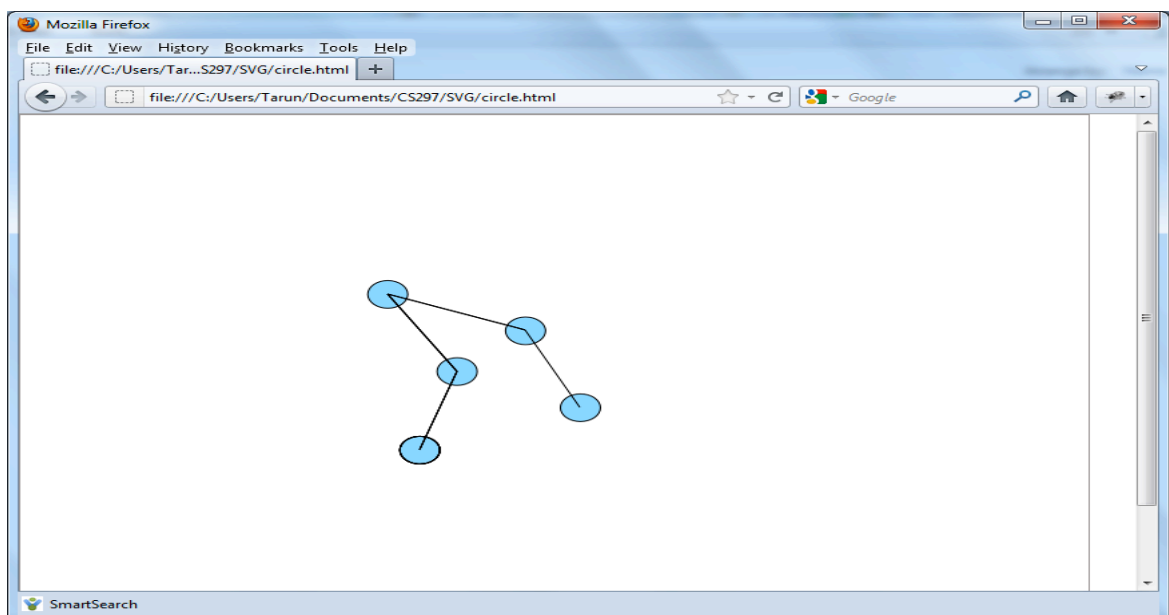 Mozilla Firefox
File Edit View History Bookmarks Tools Help
file:///C:/Users/Tar...S297/SVG/circle.html
file:///C:/Users/Tarun/Documents/CS297/SVG/circle.html Google
SmartSearch